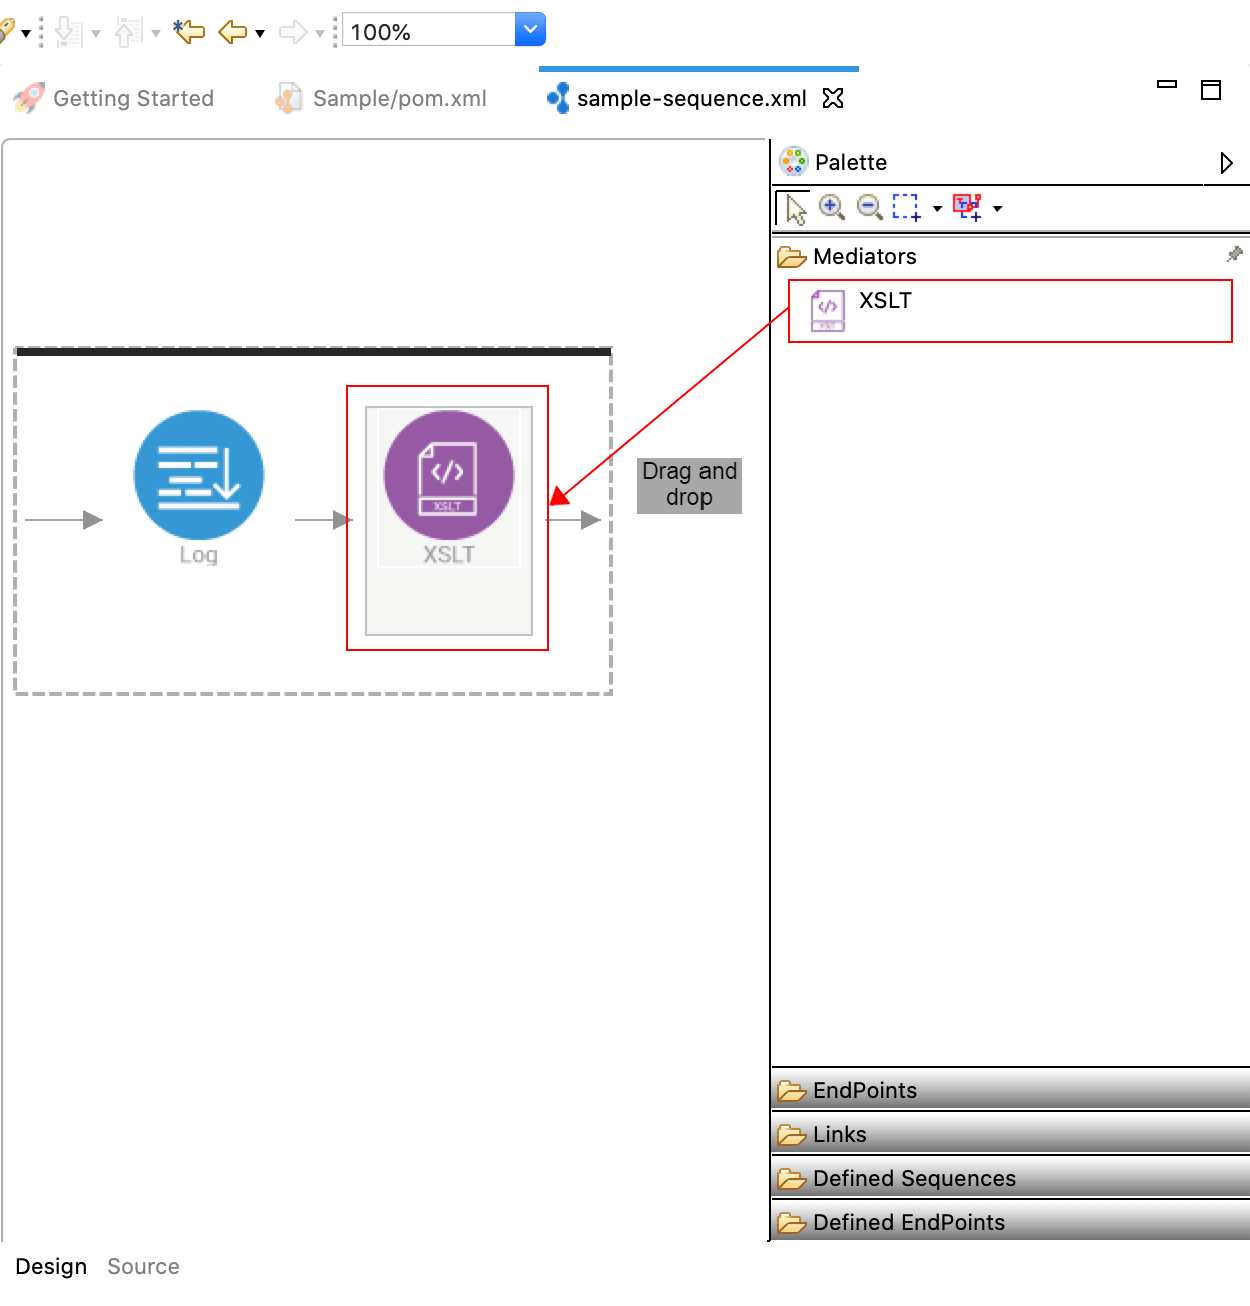 100%
Getting Started
Sample/pom.xml
sample-sequence.xml
Palette
Mediators
XSLT
Drag and
drop
XSLT
Log
XSLT
EndPoints
Links
Defined Sequences
Defined EndPoints
Design
Source